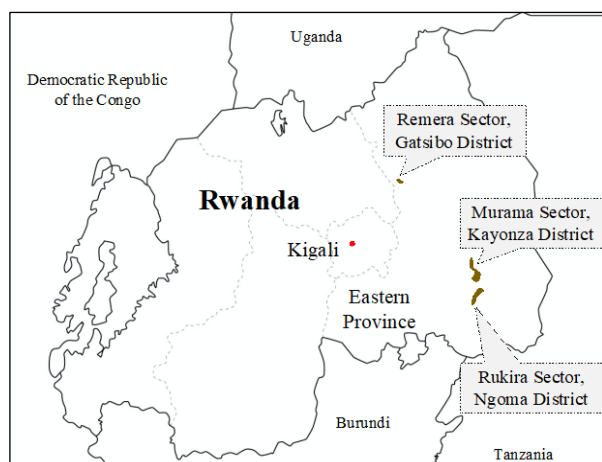 Uganda
Democratic Republic
of the Congo
Remera Sector,
Gatsibo District
Rwanda
Murama Sector,
Kayonza District
Kigali
Eastern
Province
Rukira Sector,
Ngoma District
Burundi
Tanzania